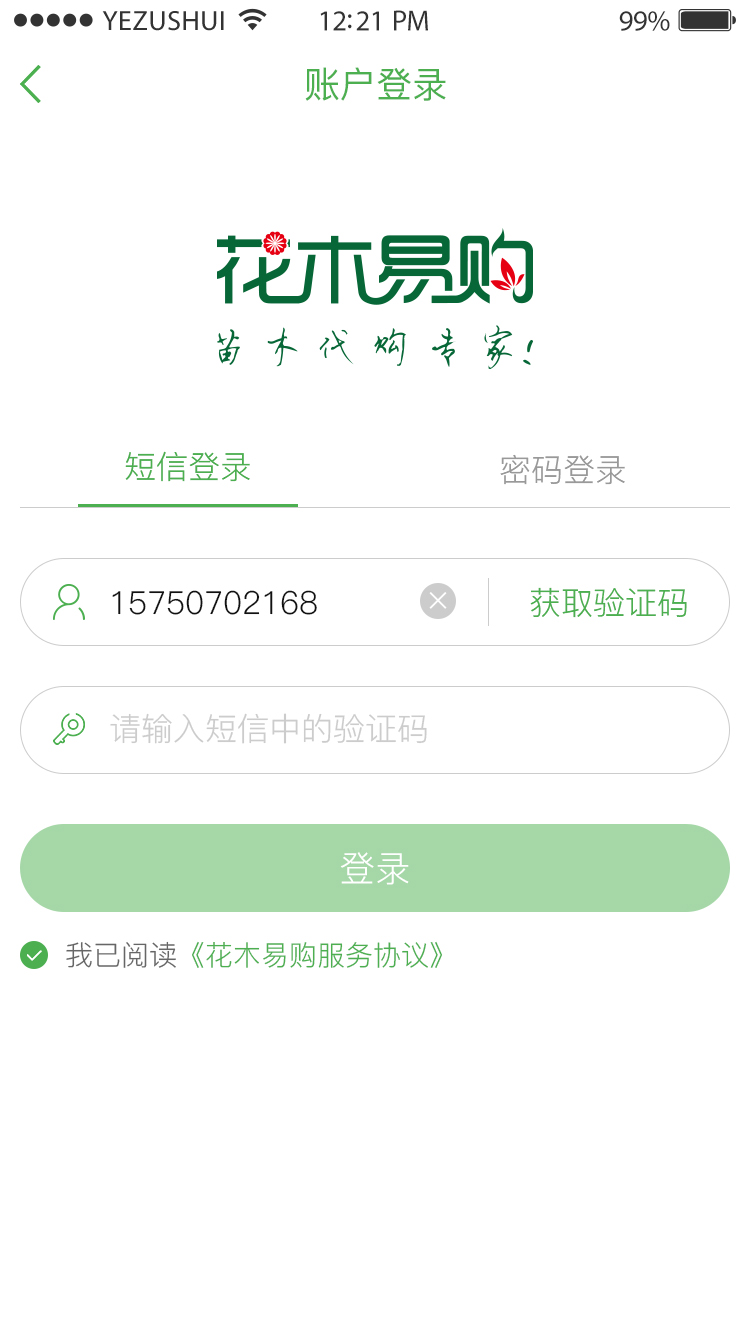 YEZUSHUI 12:21 PM 99%
账户登录
花木易购
苗木代购专家!
短信登录 密码登录
15750702168 获取验证码
请输入短信中的验证码
登录
我已阅读《花木易购服务协议》